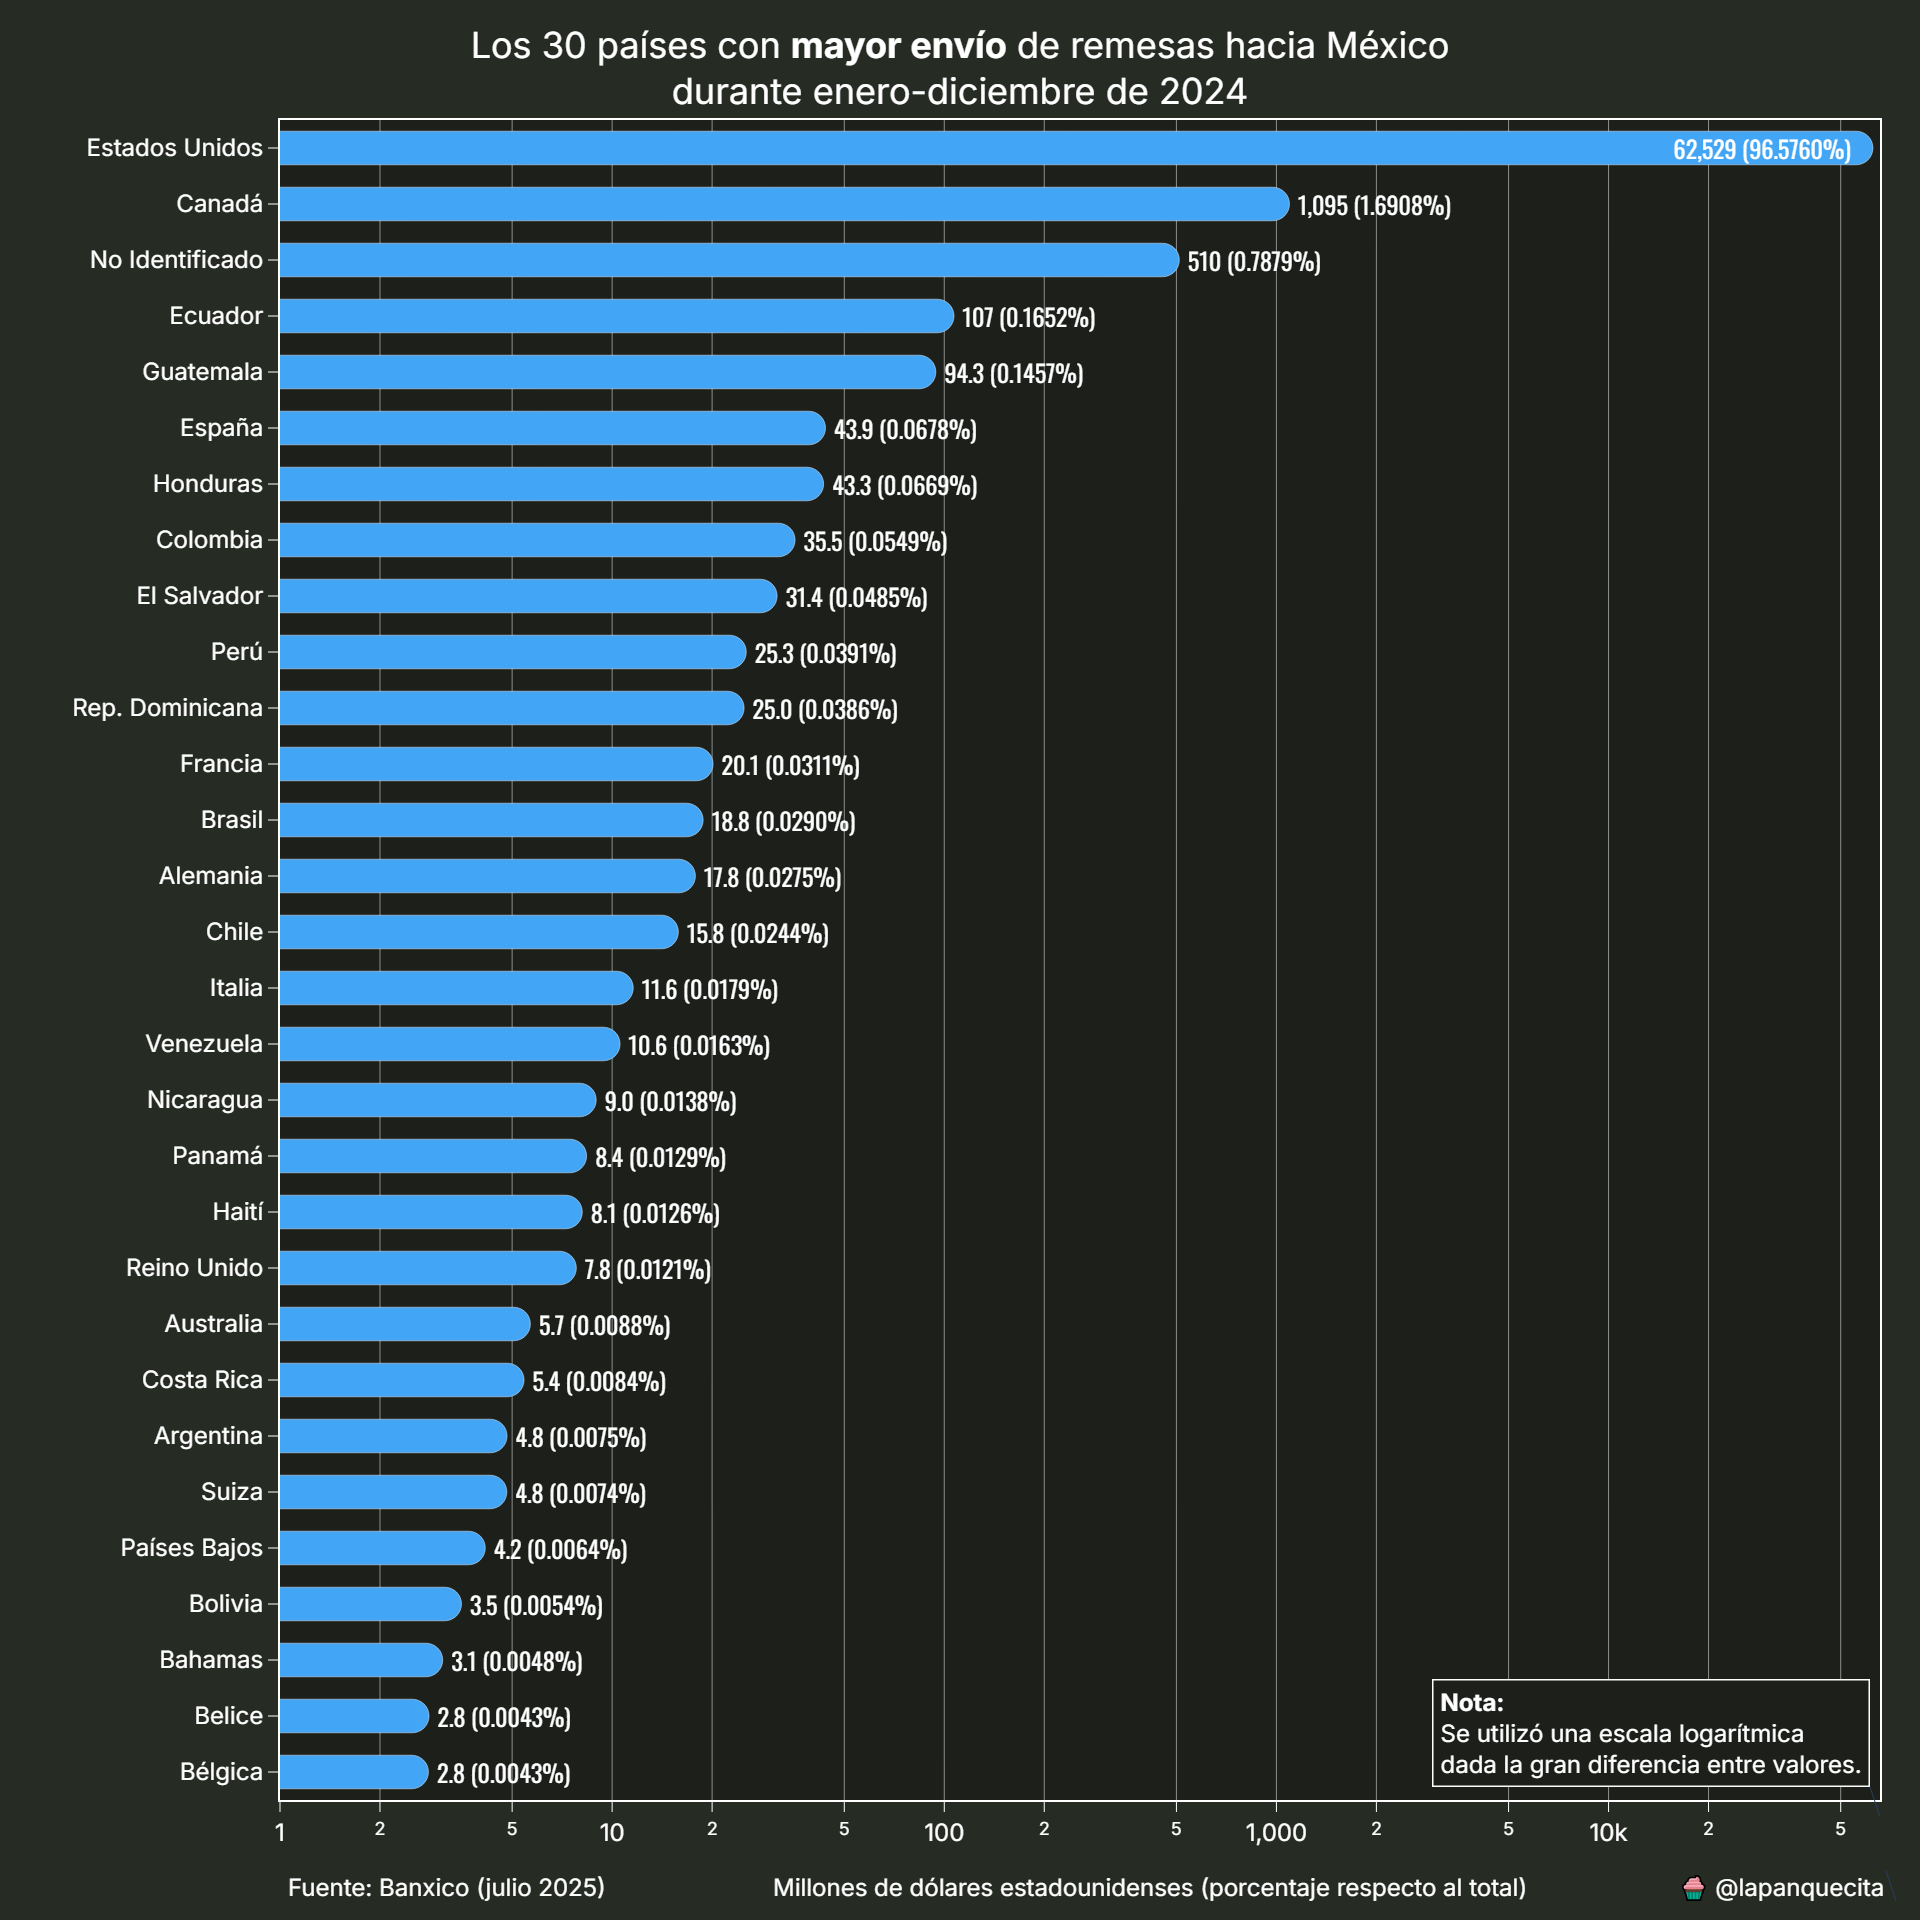 Los 30 países con mayor envío de remesas hacia México
durante enero-diciembre de 2024
Estados Unidos 62,529 (96.5760%)
Canadá 1,095 (1.6908%)
No Identificado 510 (0.7879%)
Ecuador 107 (0.1652%)
Guatemala 94.3 (0.1457%)
España 43.9 (0.0678%)
Honduras 43.3 (0.0669%)
Colombia 35.5 (0.0549%)
El Salvador 31.4 (0.0485%)
Perú 25.3 (0.0391%)
Rep. Dominicana 25.0 (0.0386%)
Francia 20.1 (0.0311%)
Brasil 18.8 (0.0290%)
Alemania 17.8 (0.0275%)
Chile 15.8 (0.0244%)
Italia 11.6 (0.0179%)
Venezuela 10.6 (0.0163%)
Nicaragua 9.0 (0.0138%)
Panamá 8.4 (0.0129%)
Haití 8.1 (0.0126%)
Reino Unido 7.8 (0.0121%)
Australia 5.7 (0.0088%)
Costa Rica 5.4 (0.0084%)
Argentina 4.8 (0.0075%)
Suiza 4.8 (0.0074%)
Países Bajos 4.2 (0.0064%)
Bolivia 3.5 (0.0054%)
Bahamas 3.1 (0.0048%)
Belice 2.8 (0.0043%)
Bélgica 2.8 (0.0043%)
Nota:
Se utilizó una escala logarítmica
dada la gran diferencia entre valores.
1 2 5 10 2 5 100 2 5 1,000 2 5 10k 2 5
Fuente: Banxico (julio 2025) Millones de dólares estadounidenses (porcentaje respecto al total) @lapanquecita